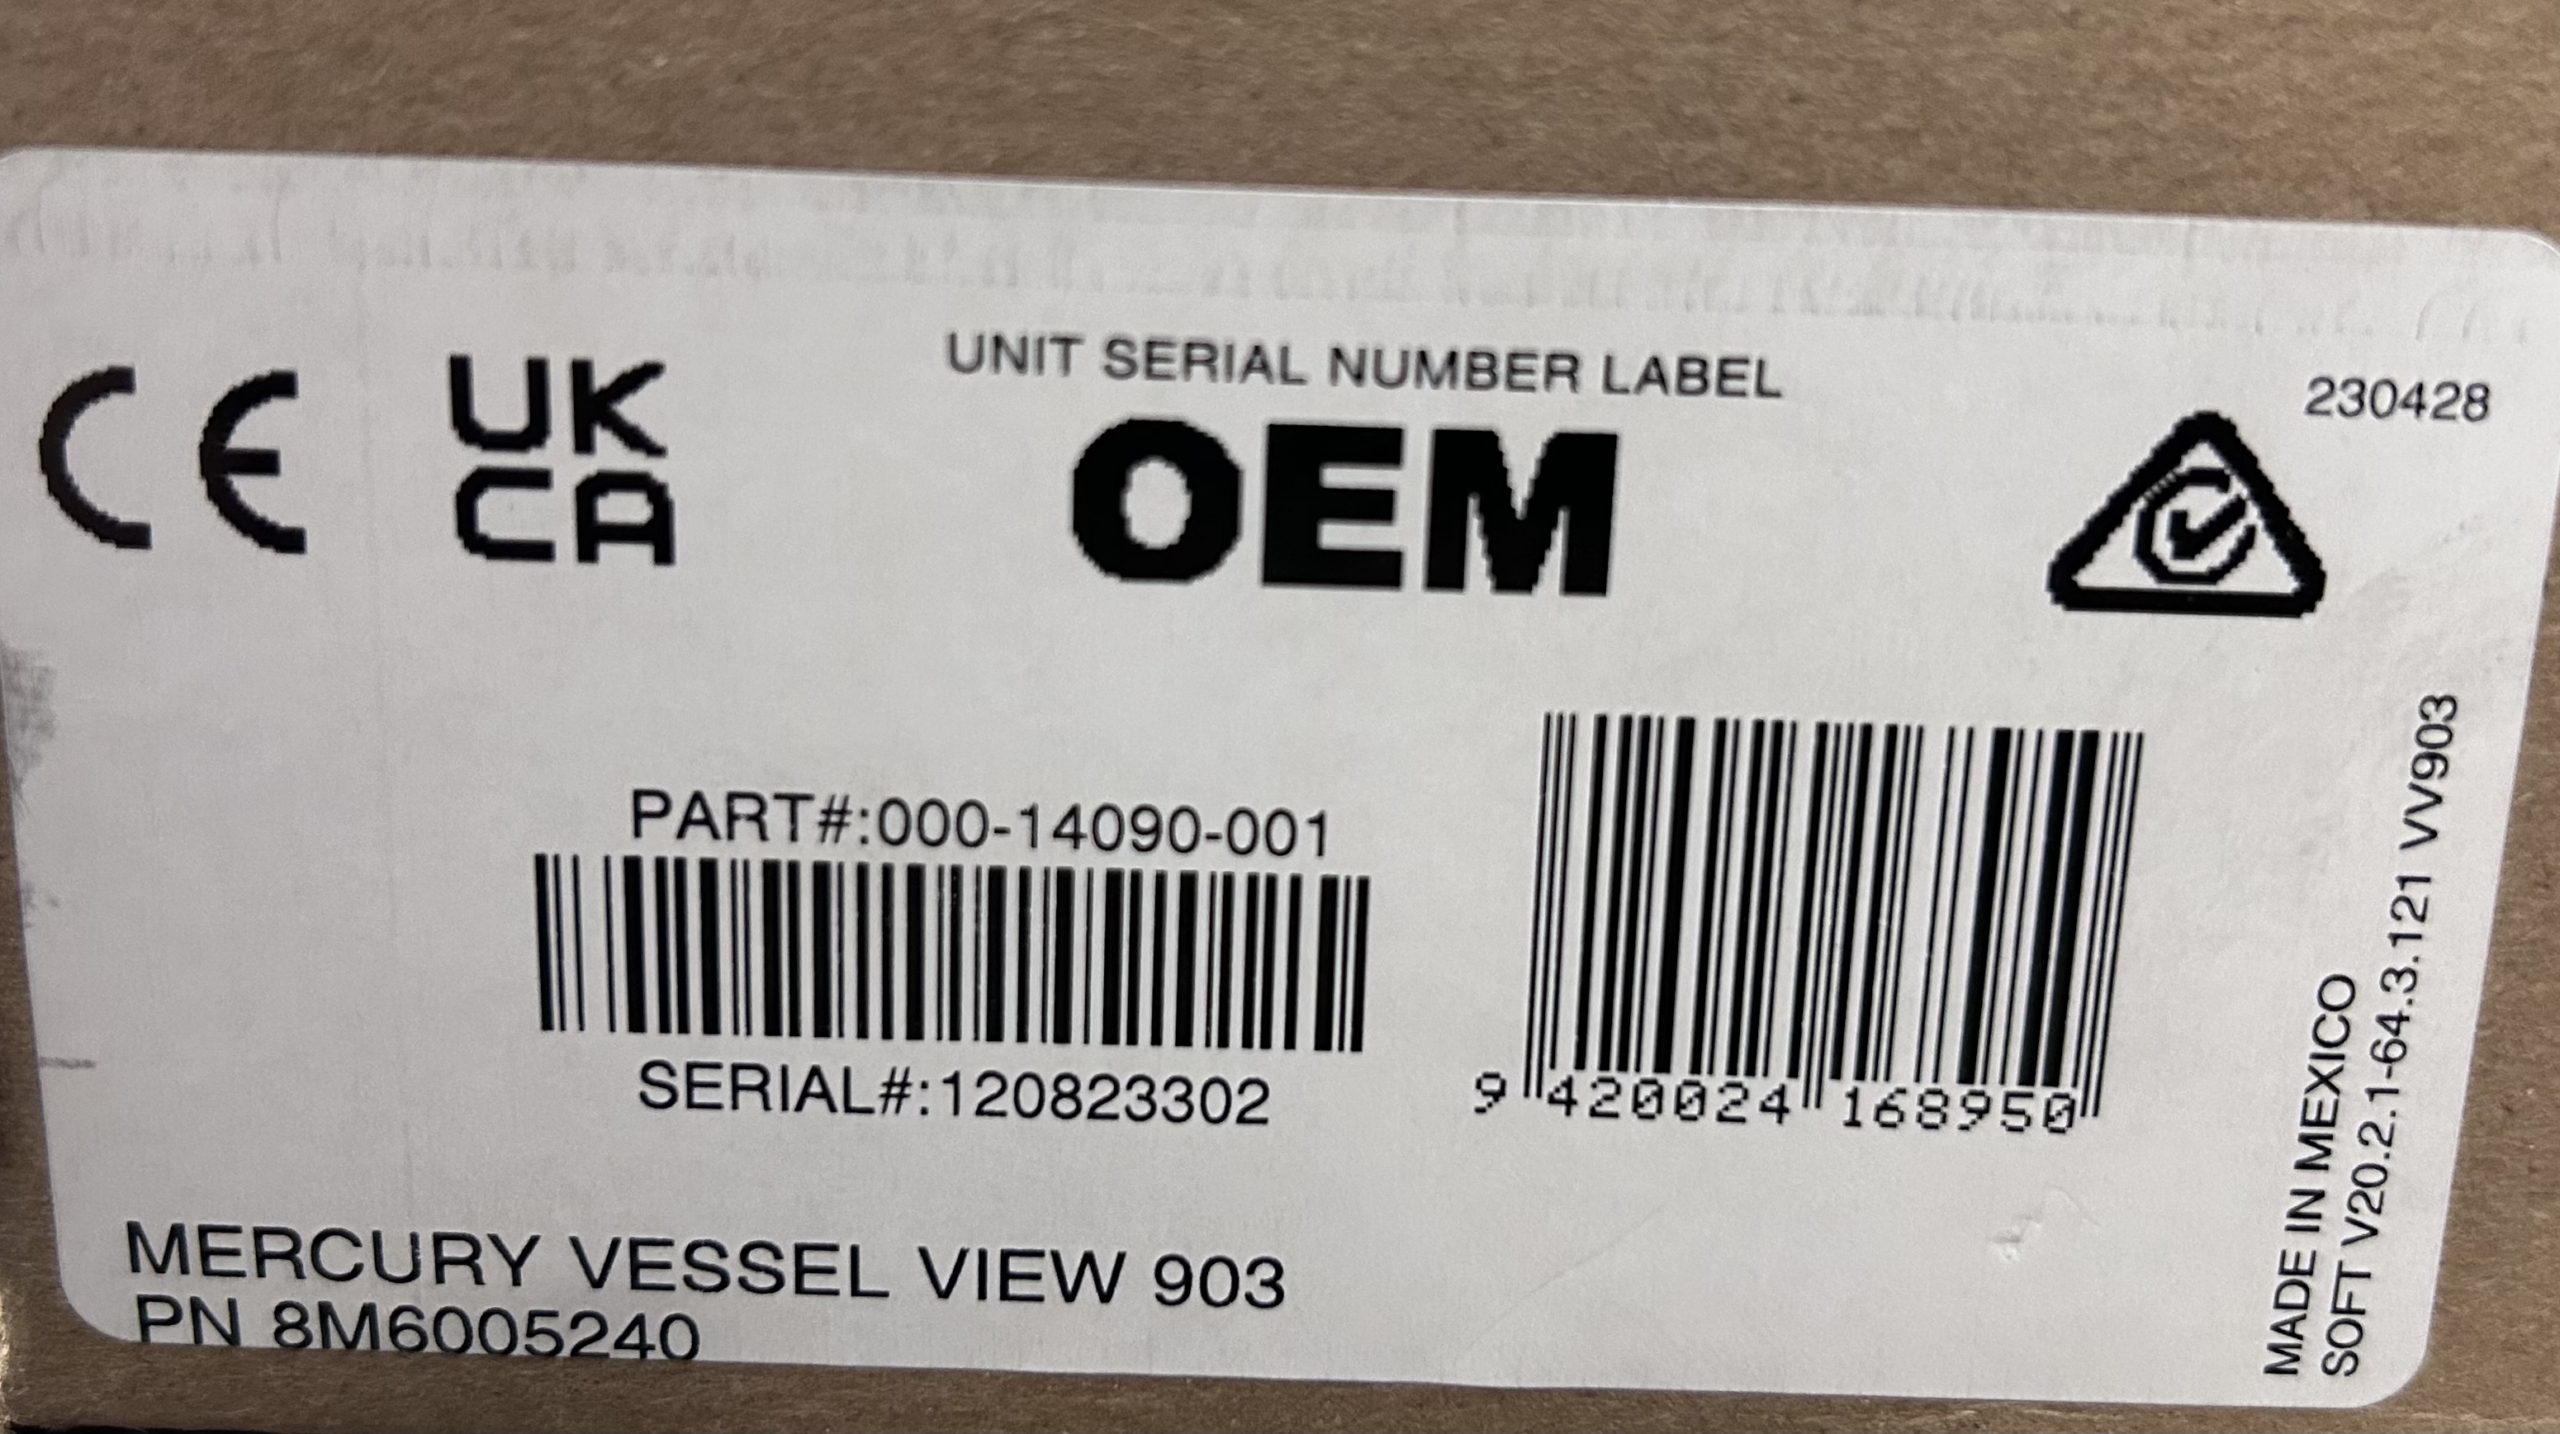 CE
UK
CA
UNIT SERIAL NUMBER LABEL
OEM
230428
PART#:000-14090-001
SERIAL#:120823302
9 420024 168950
MERCURY VESSEL VIEW 903
PN 8M6005240
MADE IN MEXICO
SOFT V20.2.1-64.3.121 VV903